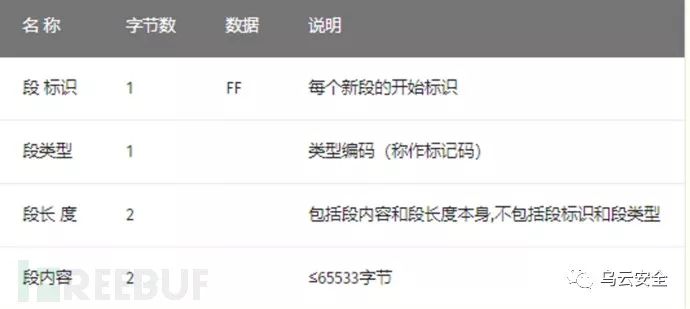 名 称 字节数 数据 说明
段 标识 1 FF 每个新段的开始标识
段类型 1 类型编码（称作标记码）
段长 度 2 包括段内容和段长度本身,不包括段标识和段类型
段内容 2 ≤65533字节
REEBUF
乌云安全